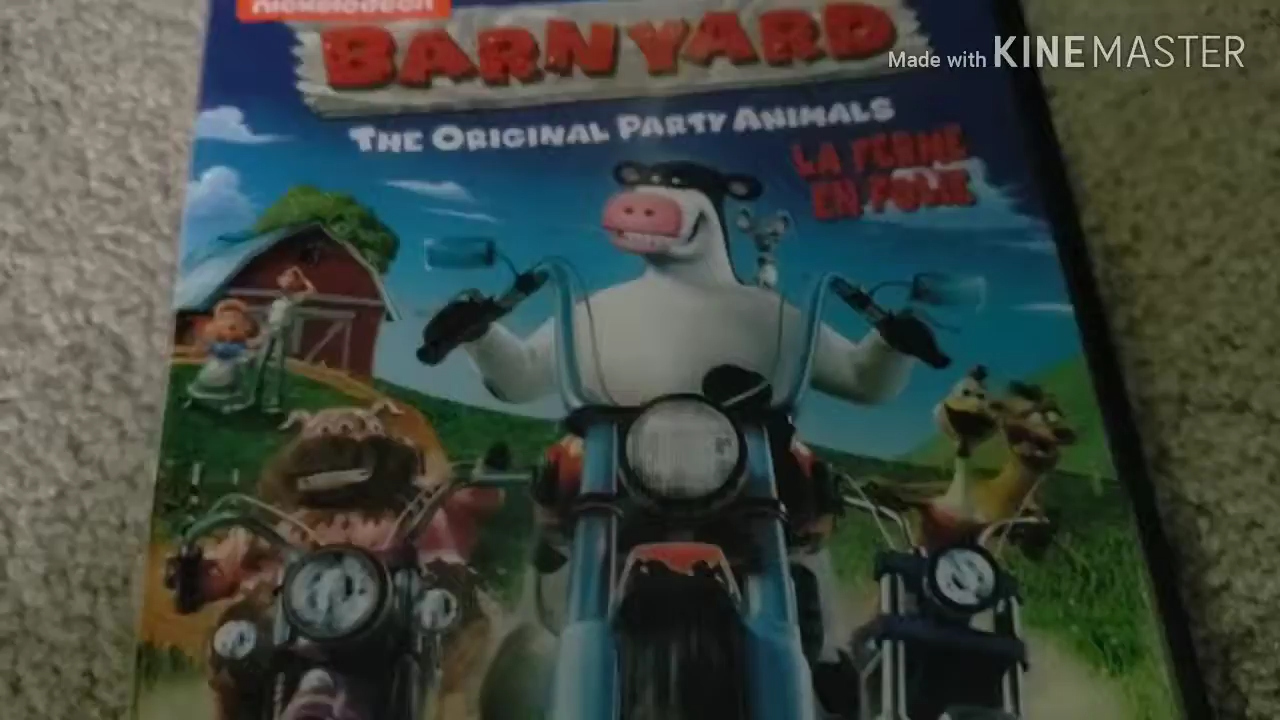 nickelodeon
BARNYARD
Made with KINEMASTER
THE ORIGINAL PARTY ANIMALS
LA FERME
EN FOLIE